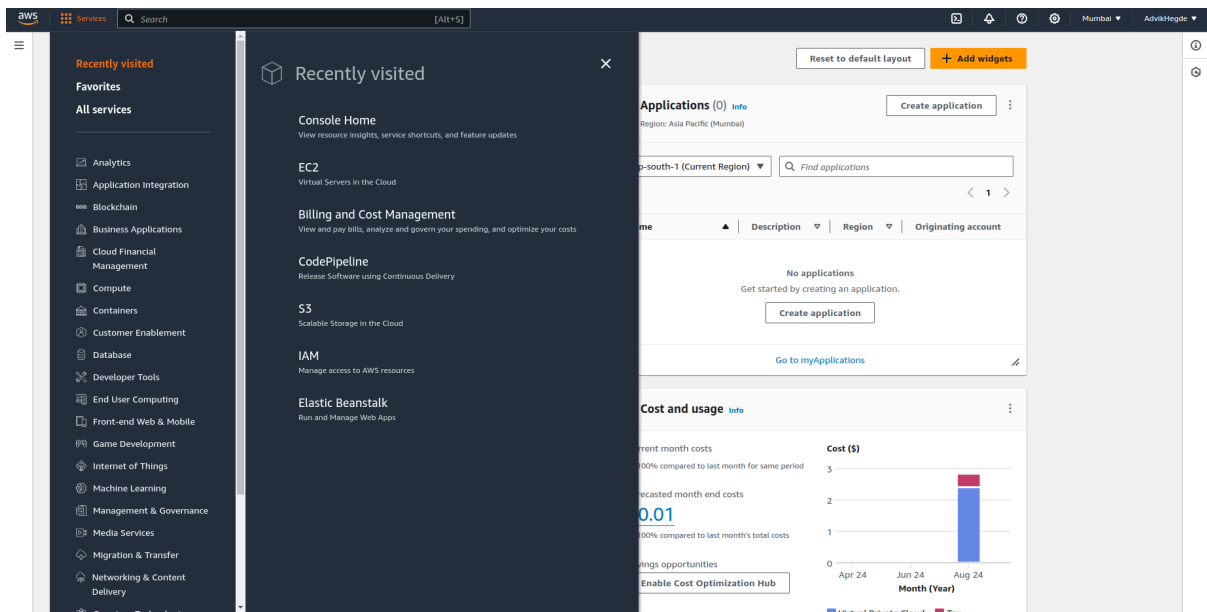 aws
Services
Search
[Alt+S]
Mumbai
AdvikHegde
Recently visited
Favorites
All services
Analytics
Application Integration
Blockchain
Business Applications
Cloud Financial
Management
Compute
Containers
Customer Enablement
Database
Developer Tools
End User Computing
Front-end Web & Mobile
Game Development
Internet of Things
Machine Learning
Management & Governance
Media Services
Migration & Transfer
Networking & Content
Delivery
Recently visited
Console Home
View resource insights, service shortcuts, and feature updates
EC2
Virtual Servers in the Cloud
Billing and Cost Management
View and pay bills, analyze and govern your spending, and optimize your costs
CodePipeline
Release Software using Continuous Delivery
S3
Scalable Storage in the Cloud
IAM
Manage access to AWS resources
Elastic Beanstalk
Run and Manage Web Apps
Reset to default layout
+ Add widgets
Applications (0) Info
Region: Asia Pacific (Mumbai)
Create application
p-south-1 (Current Region)
Find applications
1
me
Description
Region
Originating account
No applications
Get started by creating an application.
Create application
Go to myApplications
Cost and usage Info
rrent month costs
100% compared to last month for same period
ecasted month end costs
0.01
100% compared to last month's total costs
vings opportunities
Enable Cost Optimization Hub
Cost ($)
3
2
1
0
Apr 24 Jun 24 Aug 24
Month (Year)
Virtual Private Cloud Tax